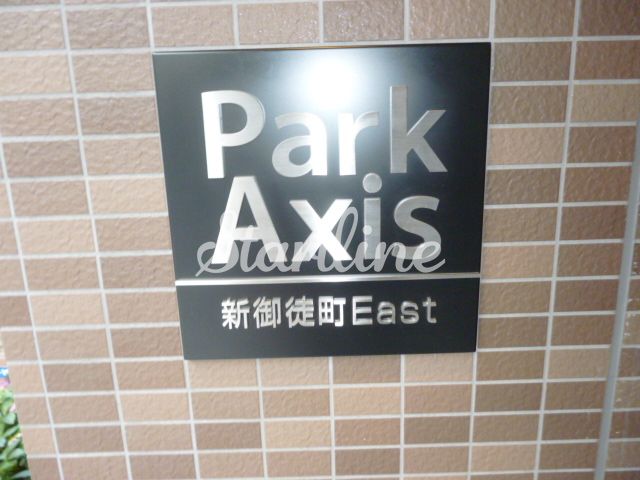 Park
Axis
Starline
新御徒町East